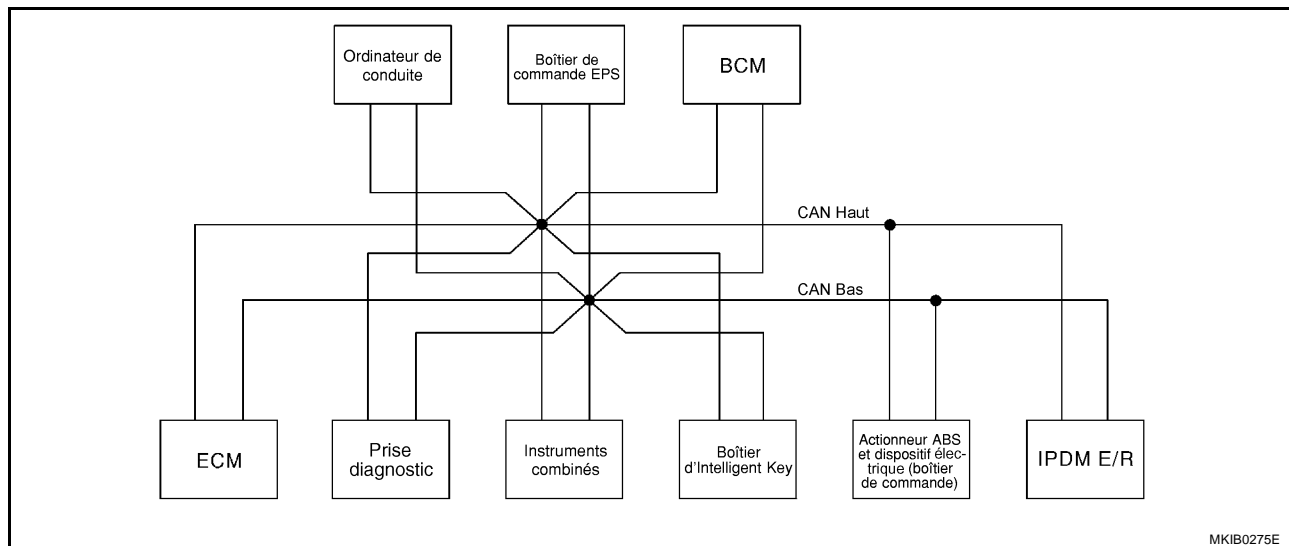 Ordinateur de
conduite
Boîtier de
commande EPS
BCM
CAN Haut
CAN Bas
ECM
Prise
diagnostic
Instruments
combinés
Boîtier
d'Intelligent Key
Actionneur ABS
et dispositif élec-
trique (boîtier
de commande)
IPDM E/R
MKIB0275E